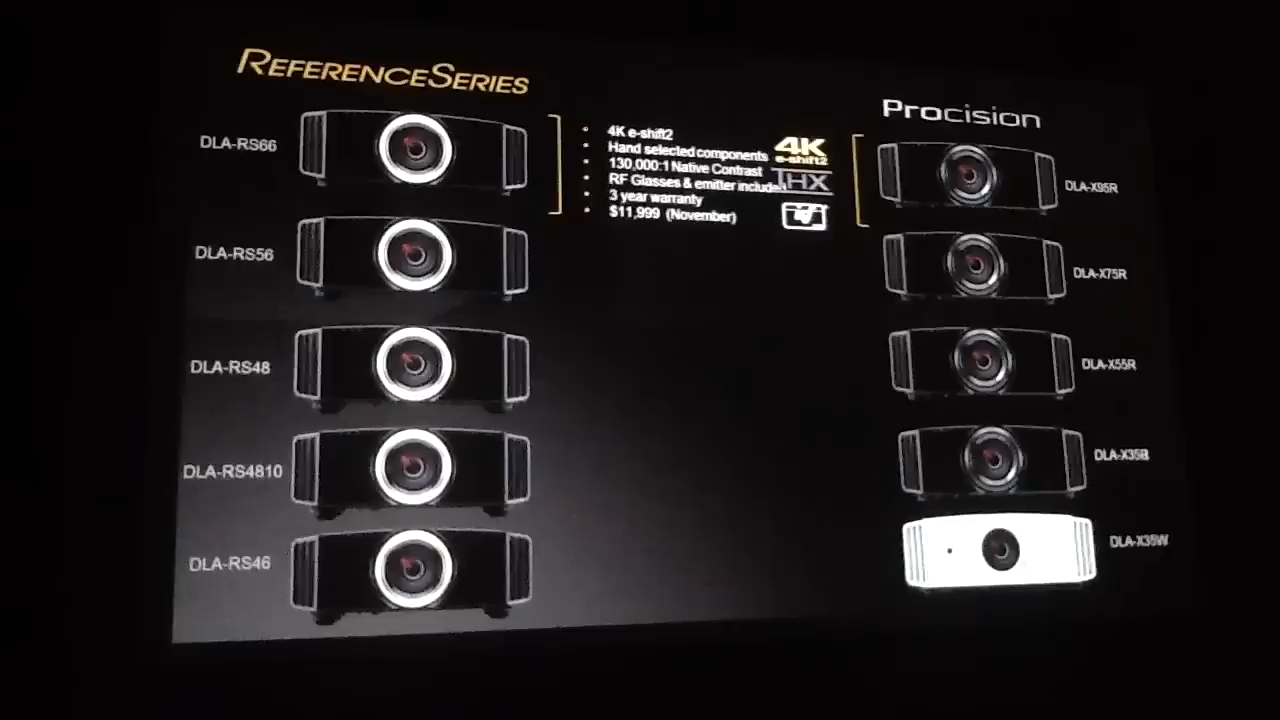 REFERENCESERIES
DLA-RS66
DLA-RS56
DLA-RS48
DLA-RS4810
DLA-RS46
• 4K e-shift2
• Hand selected components
• 130,000:1 Native Contrast
• RF Glasses & emitter include
• 3 year warranty
• $11,999 (November)
4K
e-shift2
THX
Procision
DLA-X95R
DLA-X75R
DLA-X55R
DLA-X35B
DLA-X35W